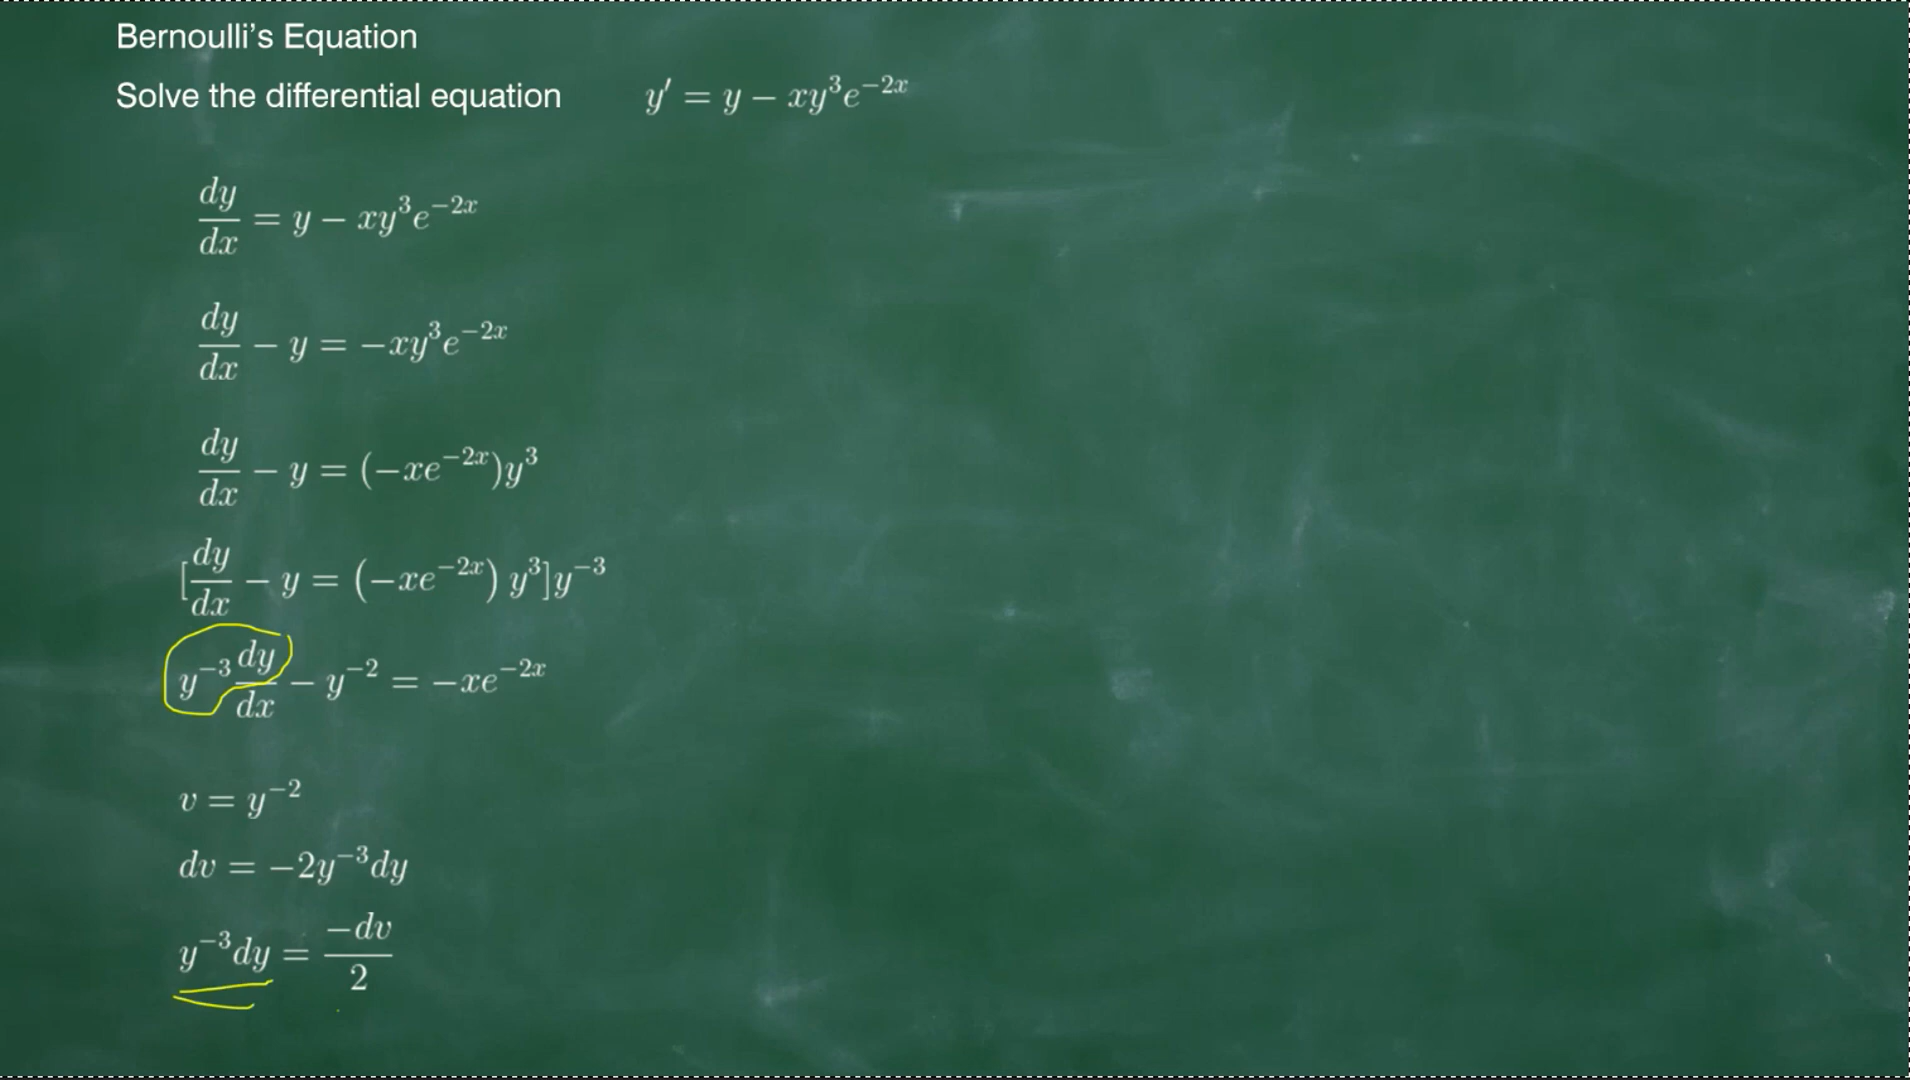 Bernoulli's Equation
Solve the differential equation y′ = y − xy³e⁻²ˣ
dy/dx = y − xy³e⁻²ˣ
dy/dx − y = −xy³e⁻²ˣ
dy/dx − y = (−xe⁻²ˣ)y³
[dy/dx − y = (−xe⁻²ˣ) y³]y⁻³
y⁻³ dy/dx − y⁻² = −xe⁻²ˣ
v = y⁻²
dv = −2y⁻³dy
y⁻³dy = −dv/2